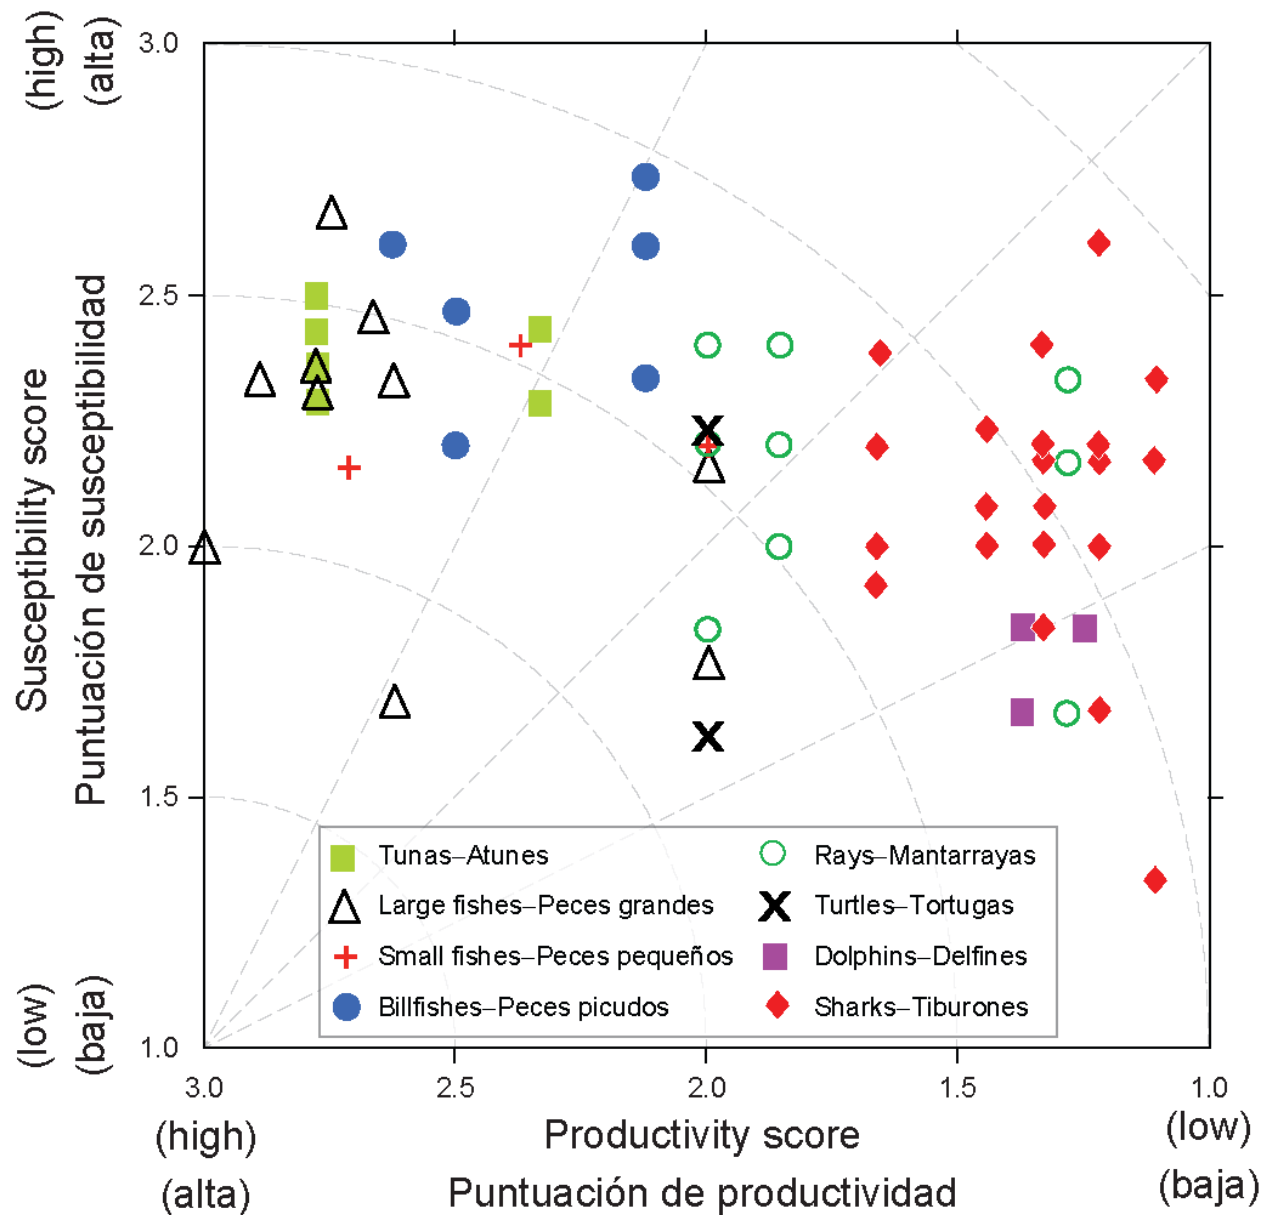 (high)
(alta)
Susceptibility score
Puntuación de susceptibilidad
(low)
(baja)
3.0
2.5
2.0
1.5
1.0
Tunas–Atunes
Large fishes–Peces grandes
Small fishes–Peces pequeños
Billfishes–Peces picudos
Rays–Mantarrayas
Turtles–Tortugas
Dolphins–Delfines
Sharks–Tiburones
3.0 2.5 2.0 1.5 1.0
(high) Productivity score (low)
(alta) Puntuación de productividad (baja)